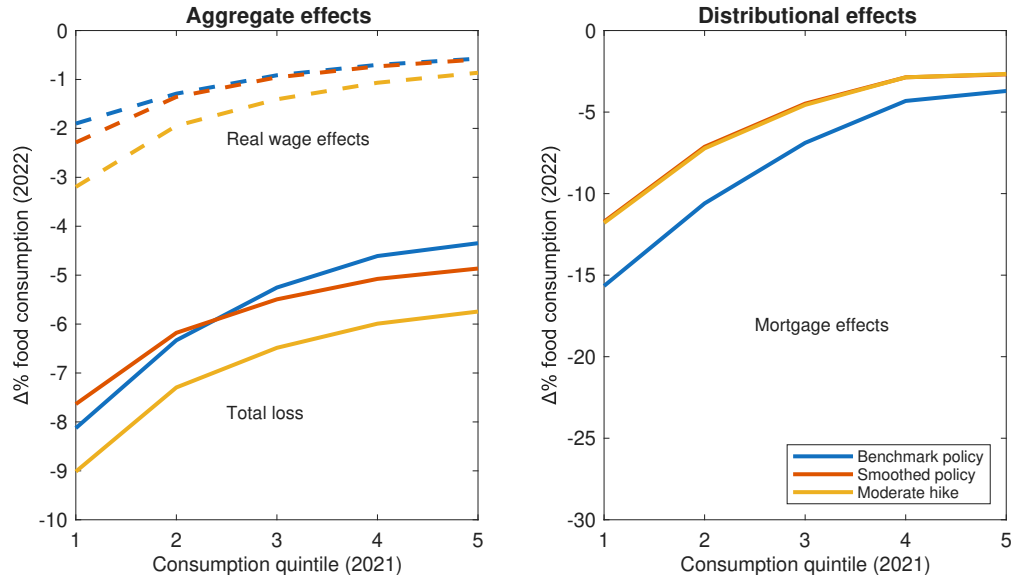 Aggregate effects
0
-1
-2
-3
-4
-5
-6
-7
-8
-9
-10
Δ% food consumption (2022)
Real wage effects
Total loss
1 2 3 4 5
Consumption quintile (2021)
Distributional effects
0
-5
-10
-15
-20
-25
-30
Δ% food consumption (2022)
Mortgage effects
Benchmark policy
Smoothed policy
Moderate hike
1 2 3 4 5
Consumption quintile (2021)